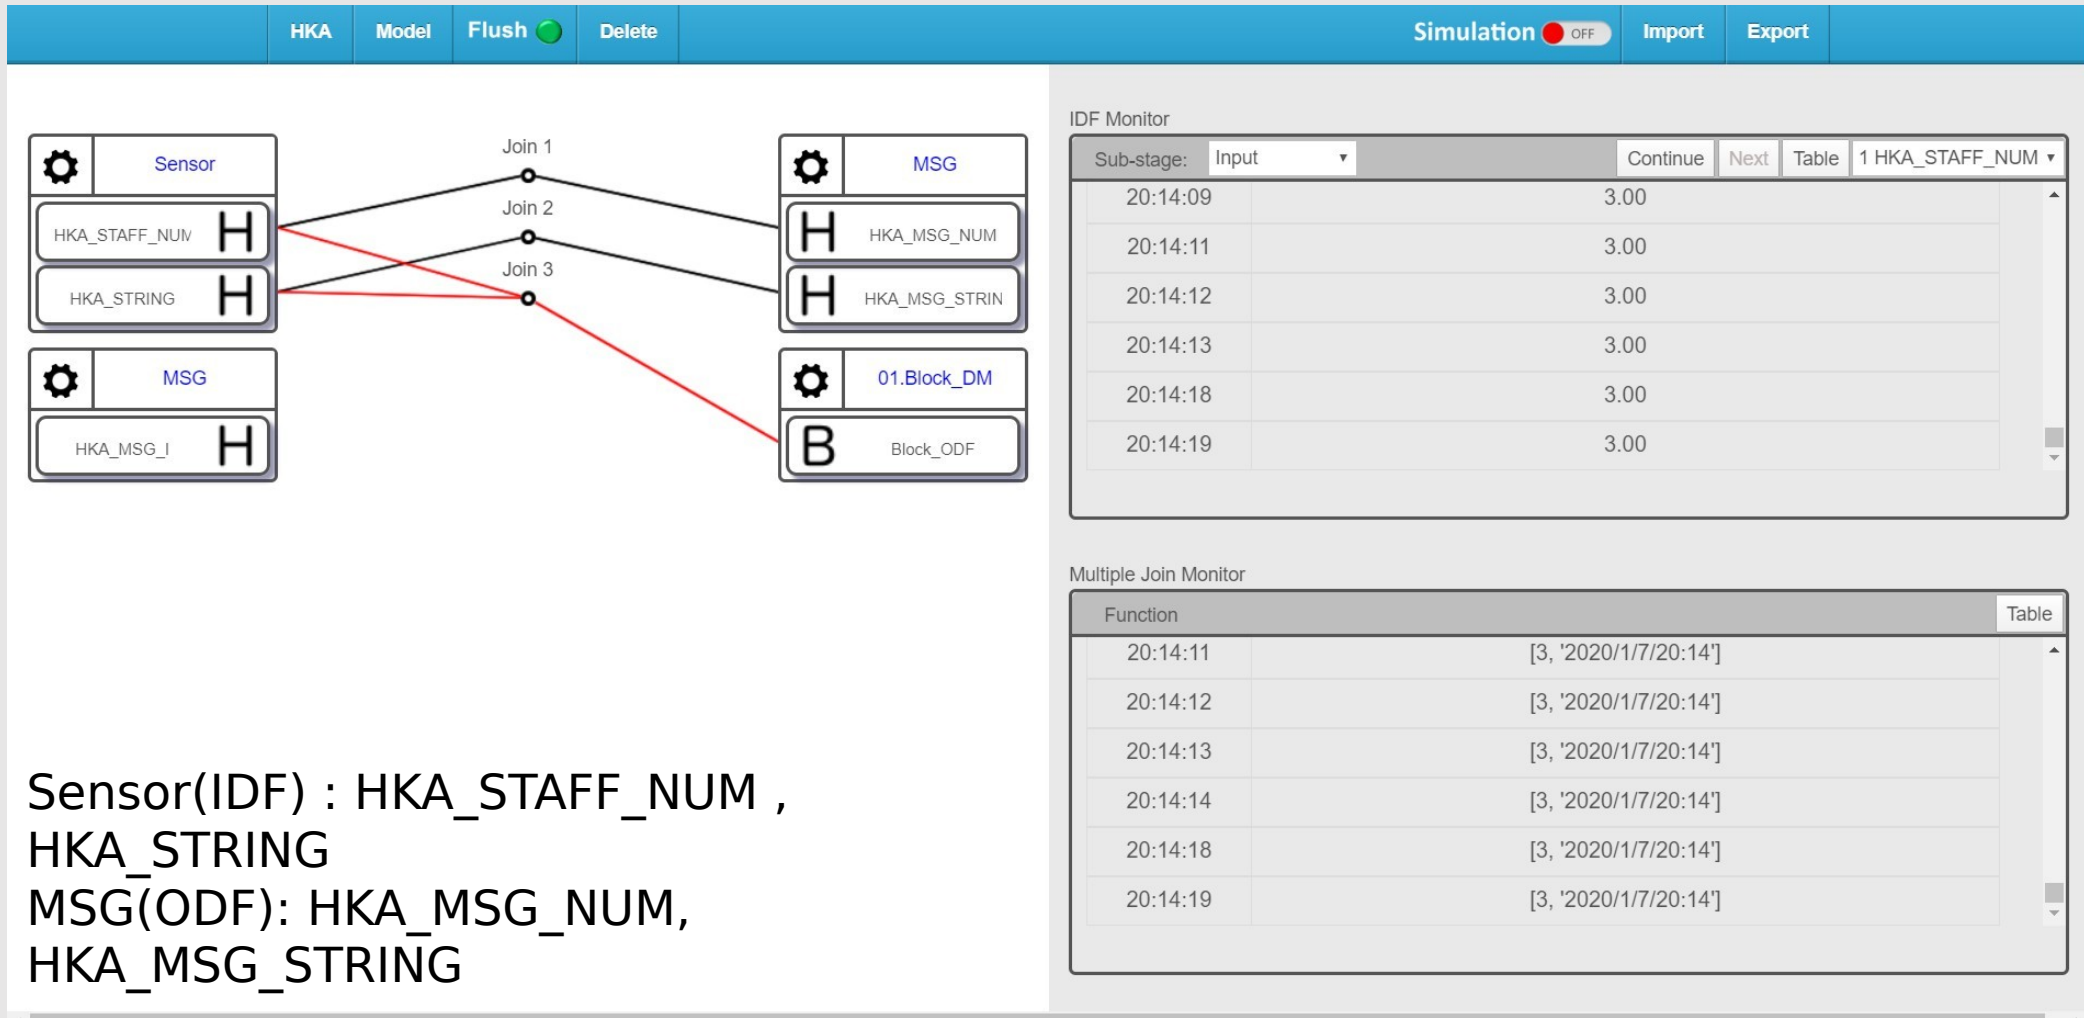 HKA Model Flush Delete Simulation OFF Import Export
Join 1
Sensor
MSG
Join 2
HKA_STAFF_NUM H
H HKA_MSG_NUM
Join 3
HKA_STRING H
H HKA_MSG_STRIN
MSG
01.Block_DM
HKA_MSG_I H
B Block_ODF
Sensor(IDF) : HKA_STAFF_NUM ,
HKA_STRING
MSG(ODF): HKA_MSG_NUM,
HKA_MSG_STRING
IDF Monitor
Sub-stage: Input Continue Next Table 1 HKA_STAFF_NUM
20:14:09 3.00
20:14:11 3.00
20:14:12 3.00
20:14:13 3.00
20:14:18 3.00
20:14:19 3.00
Multiple Join Monitor
Function Table
20:14:11 [3, '2020/1/7/20:14']
20:14:12 [3, '2020/1/7/20:14']
20:14:13 [3, '2020/1/7/20:14']
20:14:14 [3, '2020/1/7/20:14']
20:14:18 [3, '2020/1/7/20:14']
20:14:19 [3, '2020/1/7/20:14']